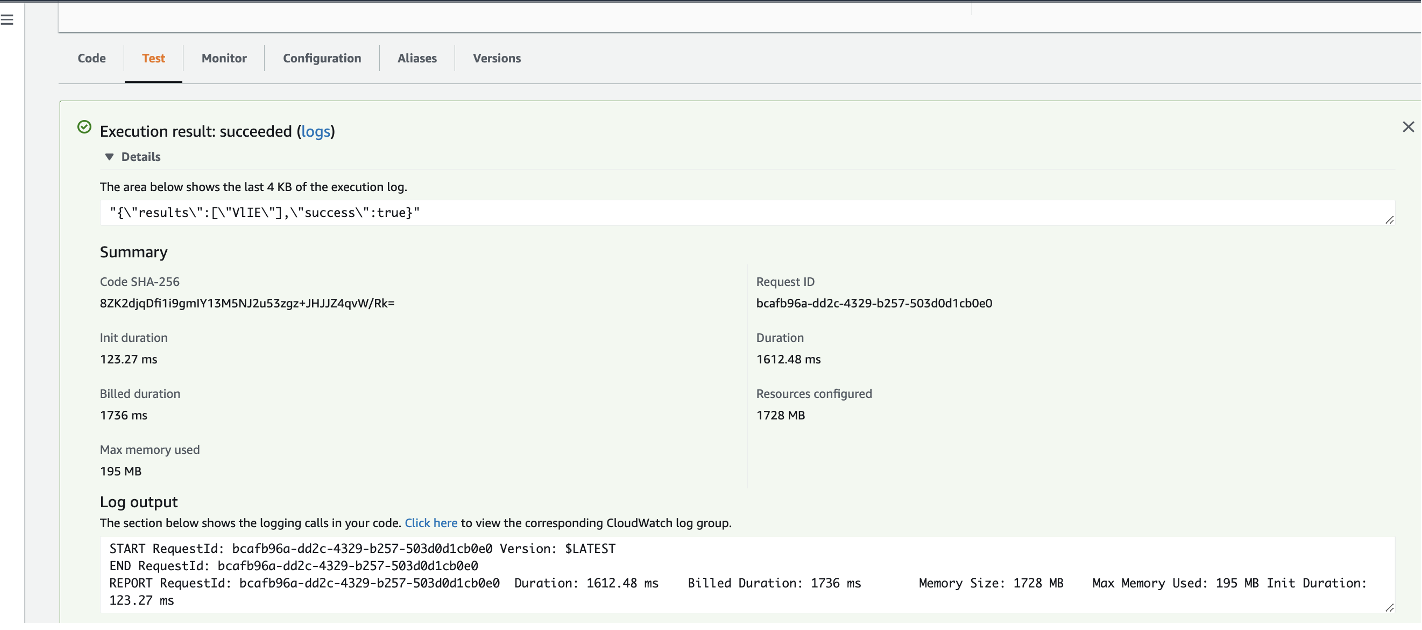 Code Test Monitor Configuration Aliases Versions
Execution result: succeeded (logs)
Details
The area below shows the last 4 KB of the execution log.
"{\"results\":[\"VlIE\"],\"success\":true}"
Summary
Code SHA-256
8ZK2djqDfi1i9gmIY13M5NJ2u53zgz+JHJJZ4qvW/Rk=
Request ID
bcafb96a-dd2c-4329-b257-503d0d1cb0e0
Init duration
123.27 ms
Duration
1612.48 ms
Billed duration
1736 ms
Resources configured
1728 MB
Max memory used
195 MB
Log output
The section below shows the logging calls in your code. Click here to view the corresponding CloudWatch log group.
START RequestId: bcafb96a-dd2c-4329-b257-503d0d1cb0e0 Version: $LATEST
END RequestId: bcafb96a-dd2c-4329-b257-503d0d1cb0e0
REPORT RequestId: bcafb96a-dd2c-4329-b257-503d0d1cb0e0 Duration: 1612.48 ms Billed Duration: 1736 ms Memory Size: 1728 MB Max Memory Used: 195 MB Init Duration:
123.27 ms